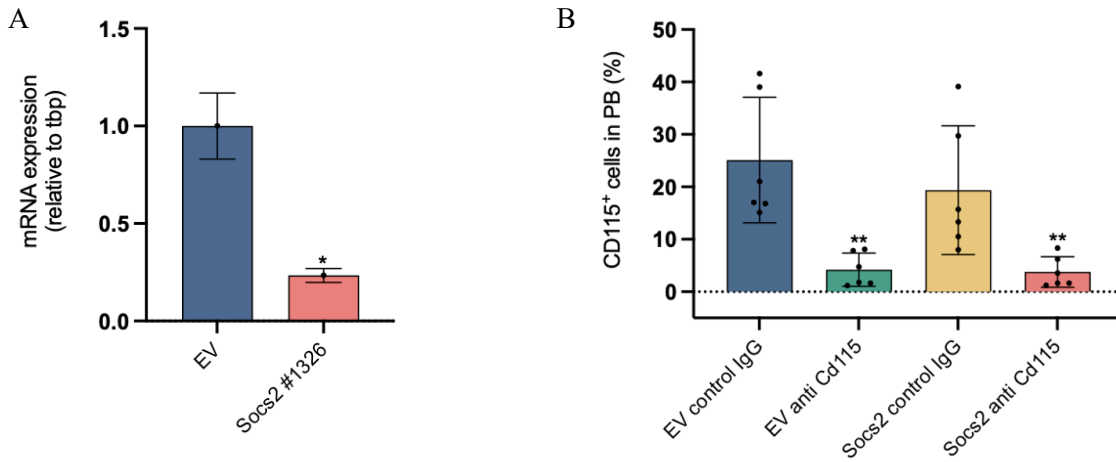 A
mRNA expression
(relative to tbp)
1.5
1.0
0.5
0.0
*
EV
Socs2 #1326
B
CD115⁺ cells in PB (%)
50
40
30
20
10
0
**
**
EV control IgG
EV anti Cd115
Socs2 control IgG
Socs2 anti Cd115